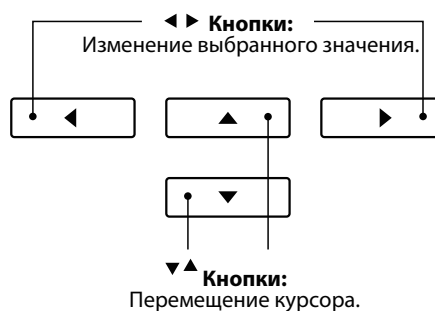 ◀ ▶ Кнопки:
Изменение выбранного значения.
◀ ▲ ▶
▼
▼▲ Кнопки:
Перемещение курсора.